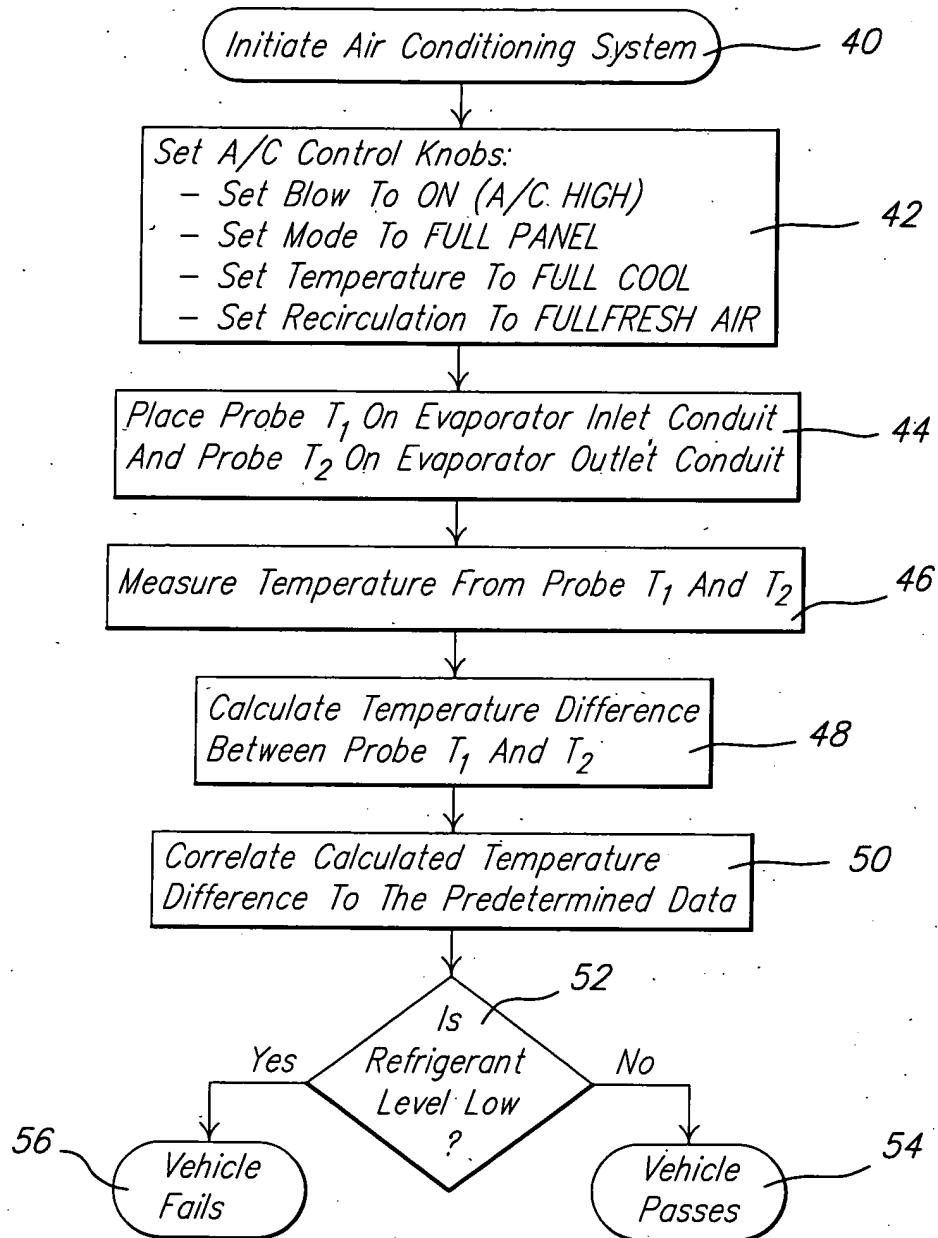 Initiate Air Conditioning System
40
Set A/C Control Knobs:
– Set Blow To ON (A/C HIGH)
– Set Mode To FULL PANEL
– Set Temperature To FULL COOL
– Set Recirculation To FULLFRESH AIR
42
Place Probe T1 On Evaporator Inlet Conduit
And Probe T2 On Evaporator Outlet Conduit
44
Measure Temperature From Probe T1 And T2
46
Calculate Temperature Difference
Between Probe T1 And T2
48
Correlate Calculated Temperature
Difference To The Predetermined Data
50
52
Is
Refrigerant
Level Low
?
Yes
No
56
Vehicle
Fails
Vehicle
Passes
54